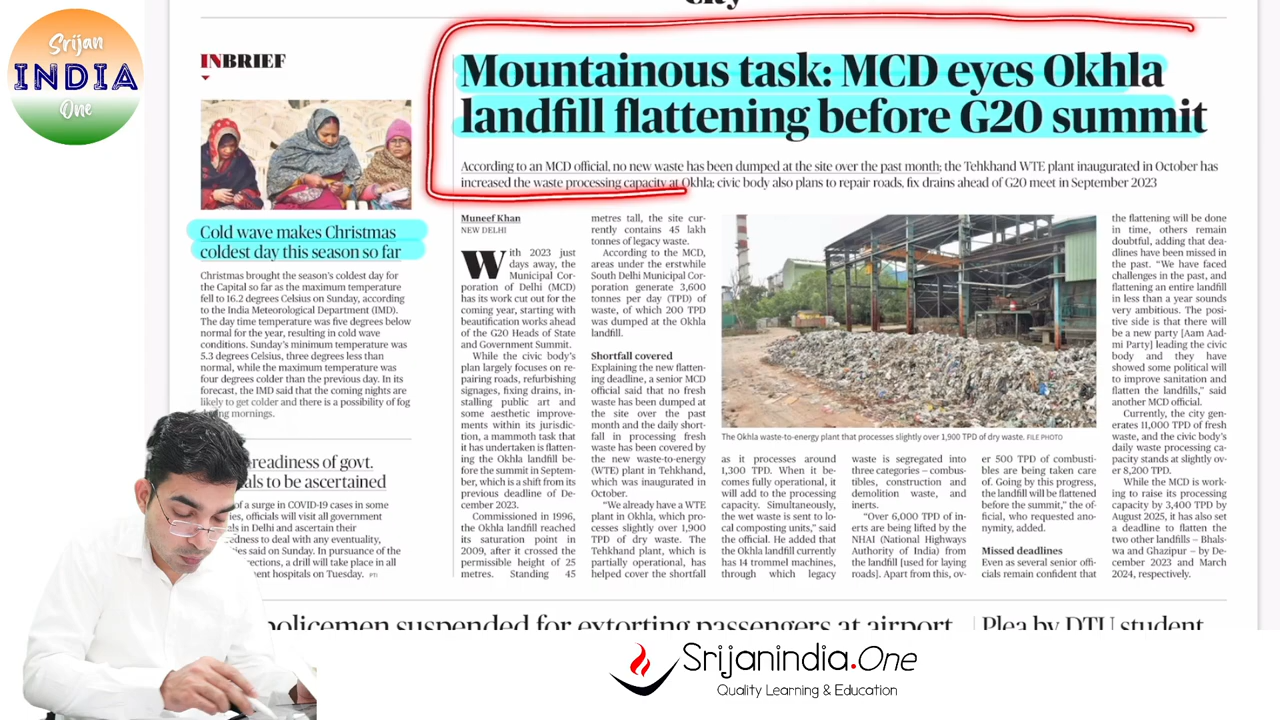 City
Srijan
INDIA
One
INBRIEF
Cold wave makes Christmas
coldest day this season so far
Christmas brought the season's coldest day for
the Capital so far as the maximum temperature
fell to 16.2 degrees Celsius on Sunday, according
to the India Meteorological Department (IMD).
The day time temperature was five degrees below
normal for the year, resulting in cold wave
conditions. Sunday's minimum temperature was
5.3 degrees Celsius, three degrees less than
normal, while the maximum temperature was
four degrees colder than the previous day. In its
forecast, the IMD said that the coming nights are
likely to get colder and there is a possibility of fog
during mornings.
readiness of govt.
to be ascertained
of a surge in COVID-19 cases in some
officials will visit all government
in Delhi and ascertain their
to deal with any eventuality,
said on Sunday. In pursuance of the
a drill will take place in all
hospitals on Tuesday. PTI
Mountainous task: MCD eyes Okhla
landfill flattening before G20 summit
According to an MCD official, no new waste has been dumped at the site over the past month; the Tehkhand WTE plant inaugurated in October has
increased the waste processing capacity at Okhla; civic body also plans to repair roads, fix drains ahead of G20 meet in September 2023
Muneef Khan
NEW DELHI
With 2023 just
days away, the
Municipal Cor-
poration of Delhi (MCD)
has its work cut out for the
coming year, starting with
beautification works ahead
of the G20 Heads of State
and Government Summit.
While the civic body's
plan largely focuses on re-
pairing roads, refurbishing
signages, fixing drains, in-
stalling public art and
some aesthetic improve-
ments within its jurisdic-
tion, a mammoth task that
it has undertaken is flatten-
ing the Okhla landfill be-
fore the summit in Septem-
ber, which is a shift from its
previous deadline of De-
cember 2023.
Commissioned in 1996,
the Okhla landfill reached
its saturation point in
2009, after it crossed the
permissible height of 25
metres. Standing 45
metres tall, the site cur-
rently contains 45 lakh
tonnes of legacy waste.
According to the MCD,
areas under the erstwhile
South Delhi Municipal Cor-
poration generate 3,600
tonnes per day (TPD) of
waste, of which 200 TPD
was dumped at the Okhla
landfill.
Shortfall covered
Explaining the new flatten-
ing deadline, a senior MCD
official said that no fresh
waste has been dumped at
the site over the past
month and the daily short-
fall in processing fresh
waste has been covered by
the new waste-to-energy
(WTE) plant in Tehkhand,
which was inaugurated in
October.
"We already have a WTE
plant in Okhla, which pro-
cesses slightly over 1,900
TPD of dry waste. The
Tehkhand plant, which is
partially operational, has
helped cover the shortfall
The Okhla waste-to-energy plant that processes slightly over 1,900 TPD of dry waste. FILE PHOTO
as it processes around
1,300 TPD. When it be-
comes fully operational, it
will add to the processing
capacity. Simultaneously,
the wet waste is sent to lo-
cal composting units," said
the official. He added that
the Okhla landfill currently
has 14 trommel machines,
through which legacy
waste is segregated into
three categories – combus-
tibles, construction and
demolition waste, and
inerts.
"Over 6,000 TPD of in-
erts are being lifted by the
NHAI (National Highways
Authority of India) from
the landfill [used for laying
roads]. Apart from this, ov-
er 500 TPD of combusti-
bles are being taken care
of. Going by this progress,
the landfill will be flattened
before the summit," the of-
ficial, who requested ano-
nymity, added.
Missed deadlines
Even as several senior offi-
cials remain confident that
the flattening will be done
in time, others remain
doubtful, adding that dea-
dlines have been missed in
the past. "We have faced
challenges in the past, and
flattening an entire landfill
in less than a year sounds
very ambitious. The posi-
tive side is that there will
be a new party [Aam Aad-
mi Party] leading the civic
body and they have
showed some political will
to improve sanitation and
flatten the landfills," said
another MCD official.
Currently, the city gen-
erates 11,000 TPD of fresh
waste, and the civic body's
daily waste processing ca-
pacity stands at slightly ov-
er 8,200 TPD.
While the MCD is work-
ing to raise its processing
capacity by 3,400 TPD by
August 2025, it has also set
a deadline to flatten the
two other landfills – Bhals-
wa and Ghazipur – by De-
cember 2023 and March
2024, respectively.
policemen suspended for extorting passengers at airport
Plea by DTU student
Srijanindia.One
Quality Learning & Education